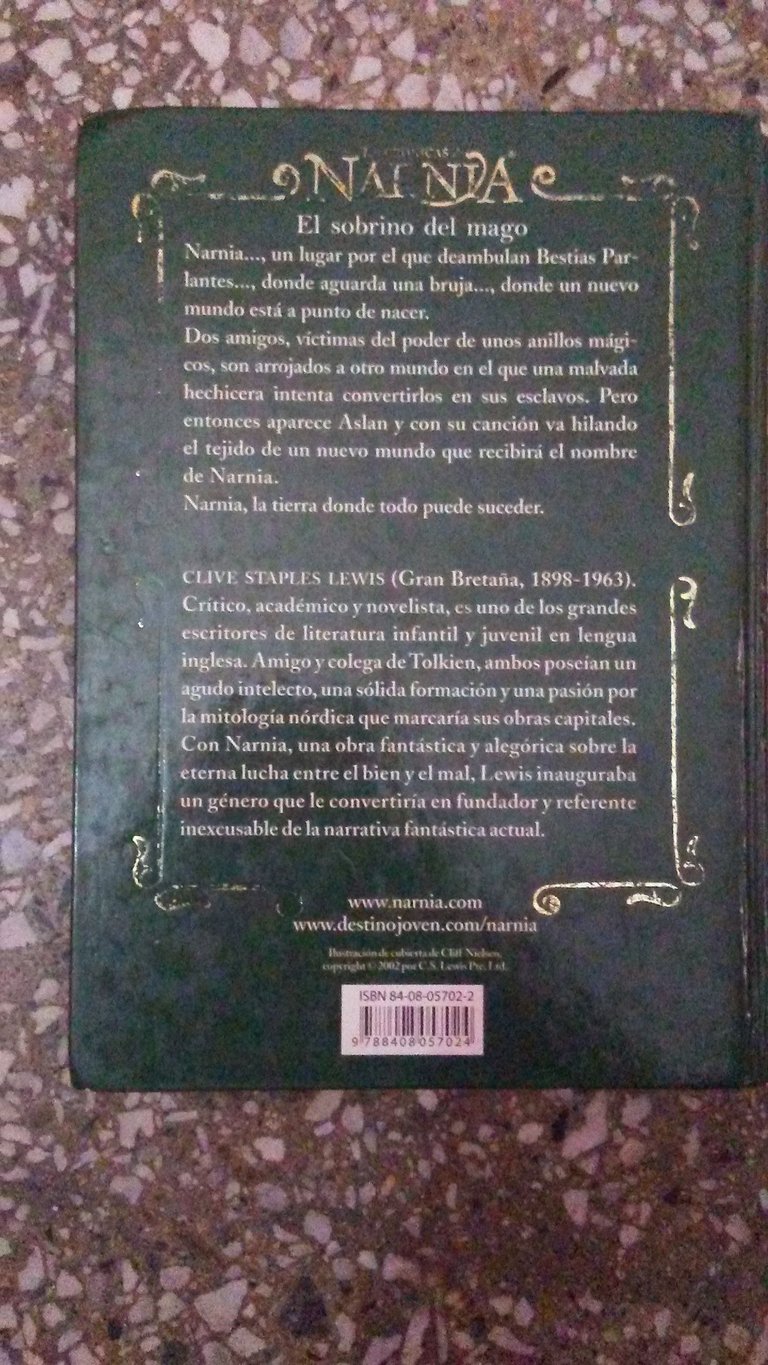 NARNIA
El sobrino del mago
Narnia..., un lugar por el que deambulan Bestias Par-
lantes..., donde aguarda una bruja..., donde un nuevo
mundo está a punto de nacer.
Dos amigos, víctimas del poder de unos anillos mági-
cos, son arrojados a otro mundo en el que una malvada
hechicera intenta convertirlos en sus esclavos. Pero
entonces aparece Aslan y con su canción va hilando
el tejido de un nuevo mundo que recibirá el nombre
de Narnia.
Narnia, la tierra donde todo puede suceder.
CLIVE STAPLES LEWIS (Gran Bretaña, 1898-1963).
Crítico, académico y novelista, es uno de los grandes
escritores de literatura infantil y juvenil en lengua
inglesa. Amigo y colega de Tolkien, ambos poseían un
agudo intelecto, una sólida formación y una pasión por
la mitología nórdica que marcaría sus obras capitales.
Con Narnia, una obra fantástica y alegórica sobre la
eterna lucha entre el bien y el mal, Lewis inauguraba
un género que le convertiría en fundador y referente
inexcusable de la narrativa fantástica actual.
www.narnia.com
www.destinojoven.com/narnia
Ilustración de cubierta de Cliff Nielsen,
copyright © 2002 por C.S. Lewis Pte. Ltd.
ISBN 84-08-05702-2
9 788408 057024